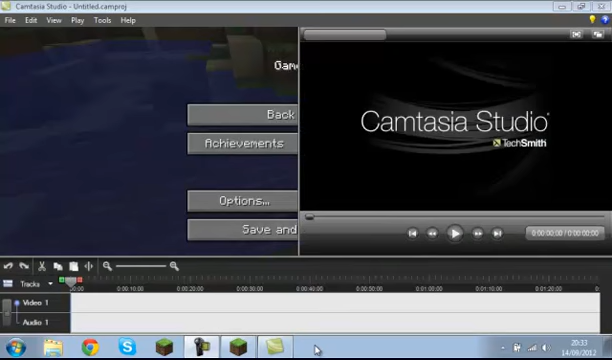 Camtasia Studio - Untitled.camproj
File Edit View Play Tools Help
Game
Back
Achievements
Options...
Save and
Camtasia Studio
TechSmith
0:00:00;00 / 0:00:00;00
Tracks
00:00 0:00:10;00 0:00:20;00 0:00:30;00 0:00:40;00 0:00:50;00 0:01:00;00 0:01:10;00 0:01:20;00
Video 1
Audio 1
20:33
14/09/2012